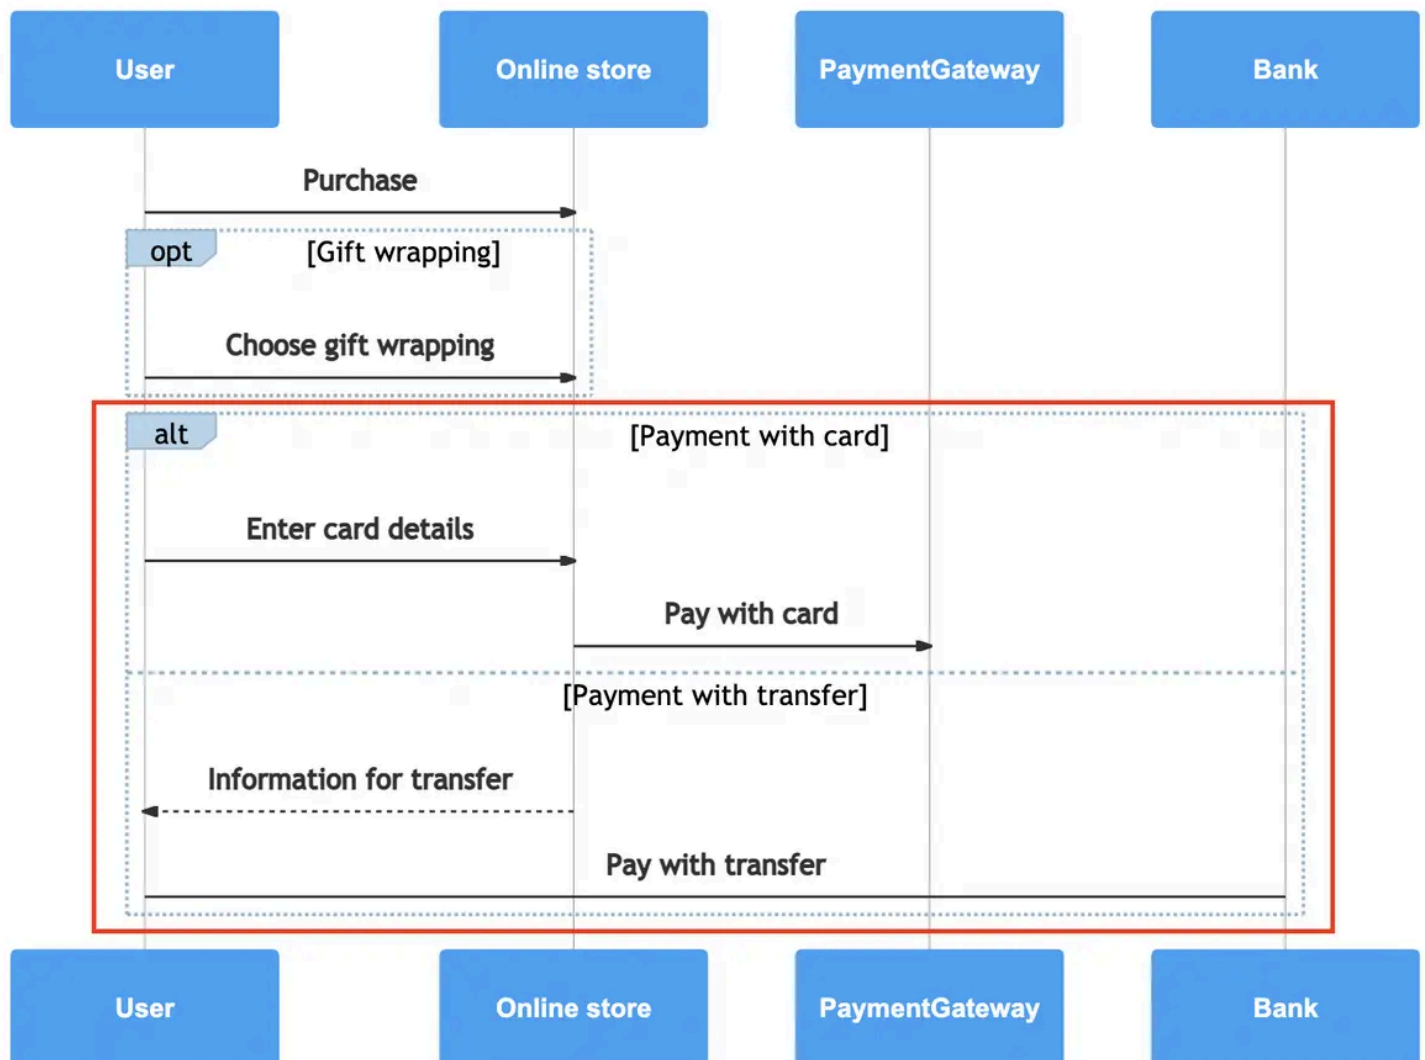 User Online store PaymentGateway Bank
Purchase
opt [Gift wrapping]
Choose gift wrapping
alt [Payment with card]
Enter card details
Pay with card
[Payment with transfer]
Information for transfer
Pay with transfer
User Online store PaymentGateway Bank